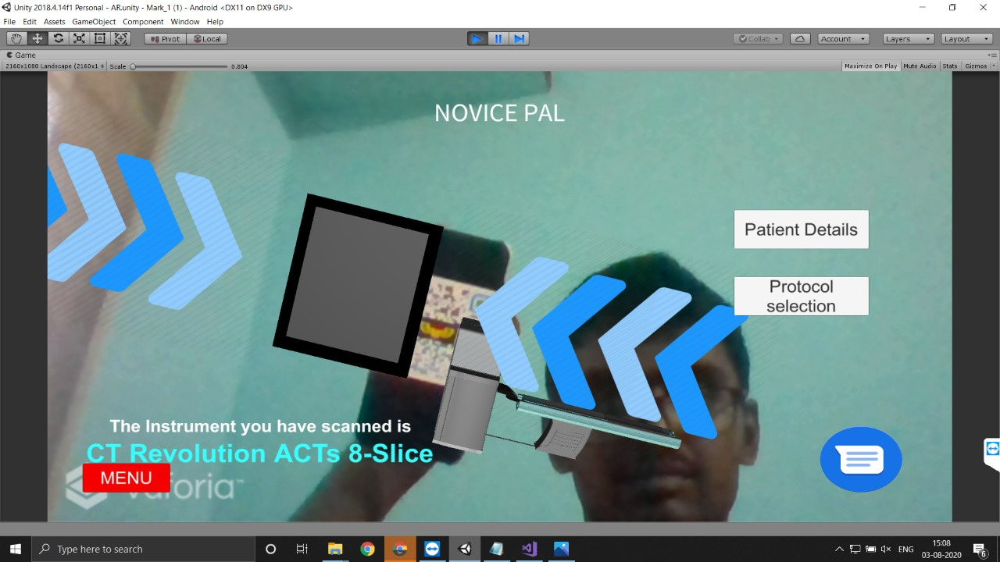 Unity 2018.4.14f1 Personal - AR.unity - Mark_1 (1) - Android <DX11 on DX9 GPU>
File Edit Assets GameObject Component Window Help
Pivot Local Collab Account Layers Layout
Game
2160x1080 Landscape (2160x1 Scale 0.804 Maximize On Play Mute Audio Stats Gizmos
NOVICE PAL
Patient Details
Protocol
selection
The Instrument you have scanned is
CT Revolution ACTs 8-Slice
MENU
vuforia™
Type here to search
ENG
15:08
03-08-2020
6